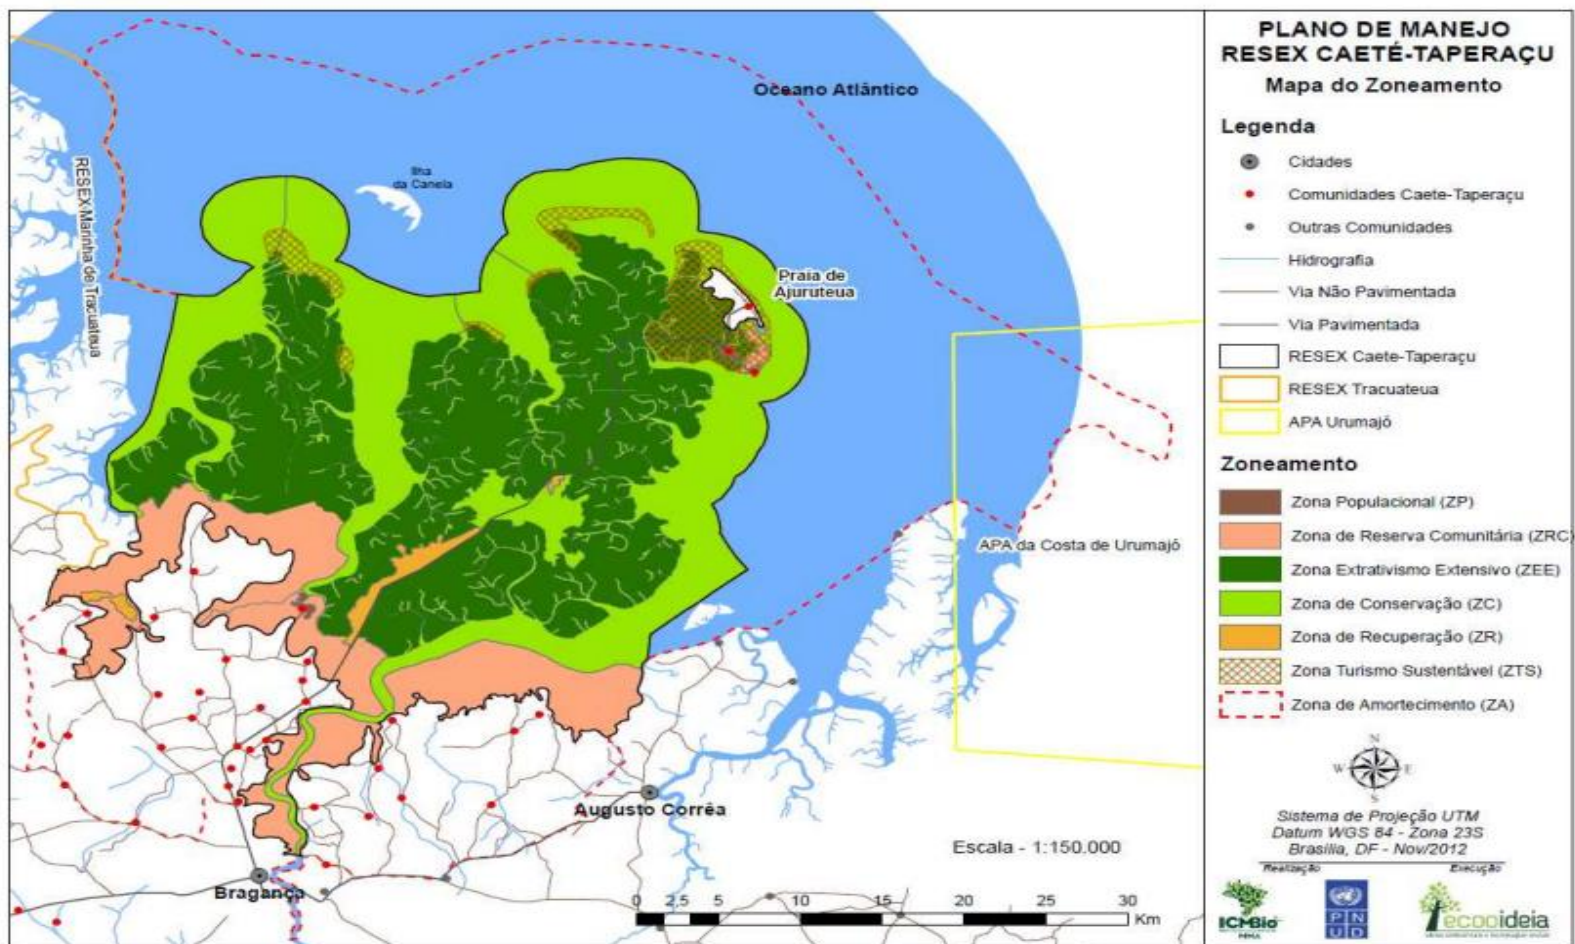 Oceano Atlântico
Ilha
da Canela
RESEX Marinha de Tracuateua
Praia de
Ajuruteua
APA da Costa de Urumajó
Augusto Corrêa
Bragança
Escala - 1:150.000
0 2,5 5 10 15 20 25 30
Km
PLANO DE MANEJO
RESEX CAETÉ-TAPERAÇU
Mapa do Zoneamento
Legenda
Cidades
Comunidades Caete-Taperaçu
Outras Comunidades
Hidrografia
Via Não Pavimentada
Via Pavimentada
RESEX Caete-Taperaçu
RESEX Tracuateua
APA Urumajó
Zoneamento
Zona Populacional (ZP)
Zona de Reserva Comunitária (ZRC)
Zona Extrativismo Extensivo (ZEE)
Zona de Conservação (ZC)
Zona de Recuperação (ZR)
Zona Turismo Sustentável (ZTS)
Zona de Amortecimento (ZA)
N
W E
S
Sistema de Projeção UTM
Datum WGS 84 - Zona 23S
Brasília, DF - Nov/2012
Realização Execução
ICMBio
MMA
P N
U D
ecooideia